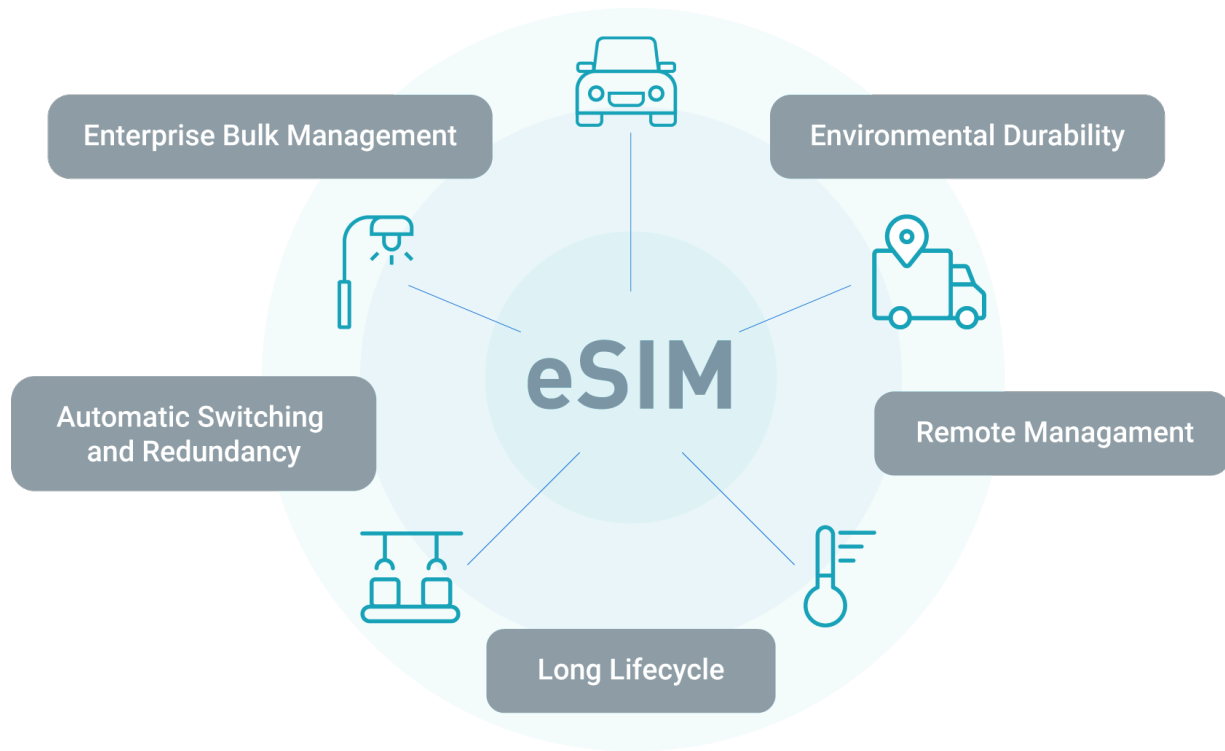 Enterprise Bulk Management
Environmental Durability
eSIM
Automatic Switching
and Redundancy
Remote Managament
Long Lifecycle